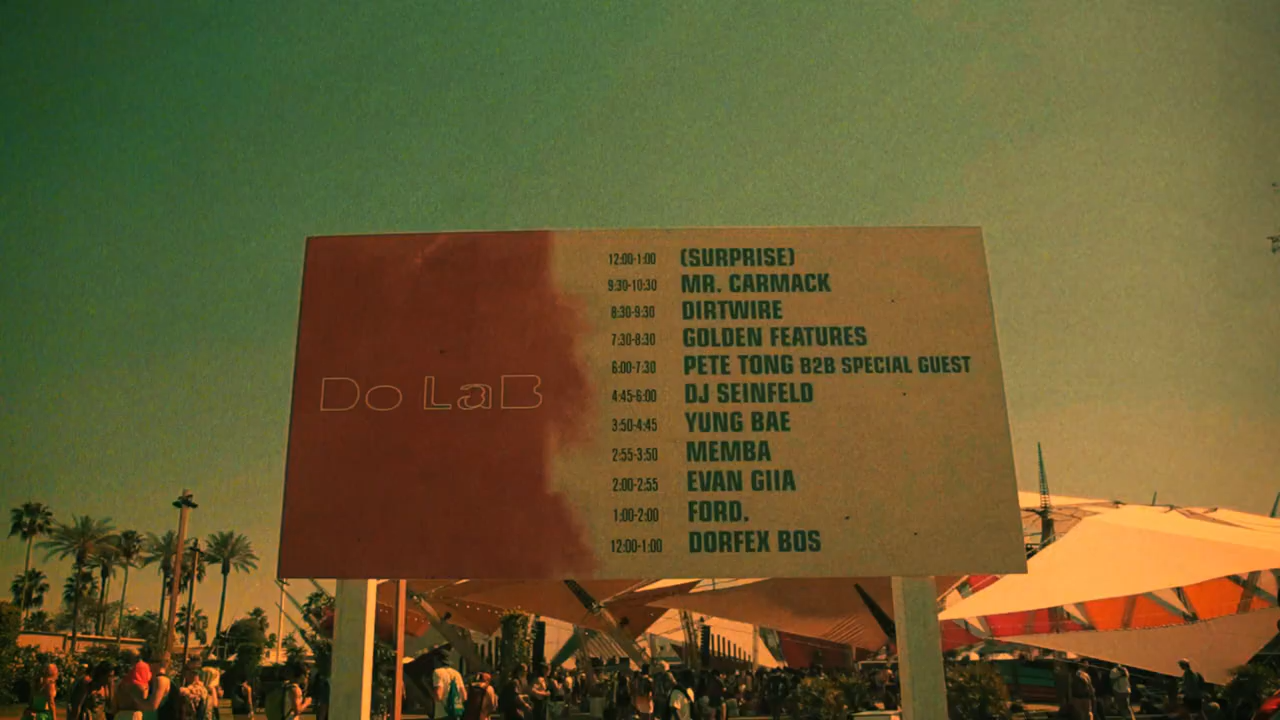 Do LaB
12:00-1:00 (SURPRISE)
9:30-10:30 MR. CARMACK
8:30-9:30 DIRTWIRE
7:30-8:30 GOLDEN FEATURES
6:00-7:30 PETE TONG B2B SPECIAL GUEST
4:45-6:00 DJ SEINFELD
3:50-4:45 YUNG BAE
2:55-3:50 MEMBA
2:00-2:55 EVAN GIIA
1:00-2:00 FORD.
12:00-1:00 DORFEX BOS